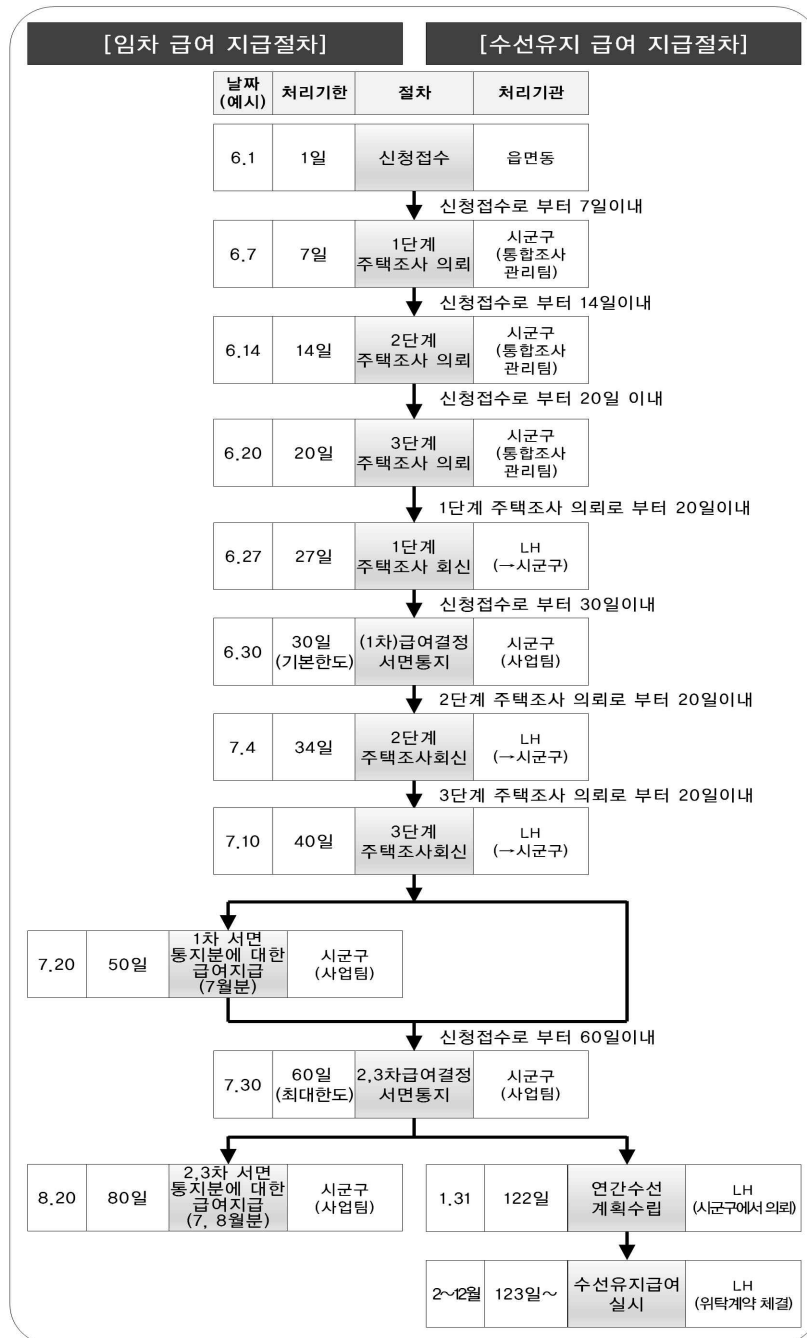 [임차 급여 지급절차] [수선유지 급여 지급절차]
날짜
(예시) 처리기한 절차 처리기관
6.1 1일 신청접수 읍면동
신청접수로 부터 7일이내
6.7 7일 1단계
주택조사 의뢰 시군구
(통합조사
관리팀)
신청접수로 부터 14일이내
6.14 14일 2단계
주택조사 의뢰 시군구
(통합조사
관리팀)
신청접수로 부터 20일 이내
6.20 20일 3단계
주택조사 의뢰 시군구
(통합조사
관리팀)
1단계 주택조사 의뢰로 부터 20일이내
6.27 27일 1단계
주택조사 회신 LH
(→시군구)
신청접수로 부터 30일이내
6.30 30일
(기본한도) (1차)급여결정
서면통지 시군구
(사업팀)
2단계 주택조사 의뢰로 부터 20일이내
7.4 34일 2단계
주택조사회신 LH
(→시군구)
3단계 주택조사 의뢰로 부터 20일이내
7.10 40일 3단계
주택조사회신 LH
(→시군구)
7.20 50일 1차 서면
통지분에 대한
급여지급
(7월분) 시군구
(사업팀)
신청접수로 부터 60일이내
7.30 60일
(최대한도) 2,3차급여결정
서면통지 시군구
(사업팀)
8.20 80일 2,3차 서면
통지분에 대한
급여지급
(7, 8월분) 시군구
(사업팀)
1.31 122일 연간수선
계획수립 LH
(시군구에서 의뢰)
2~12월 123일~ 수선유지급여
실시 LH
(위탁계약 체결)